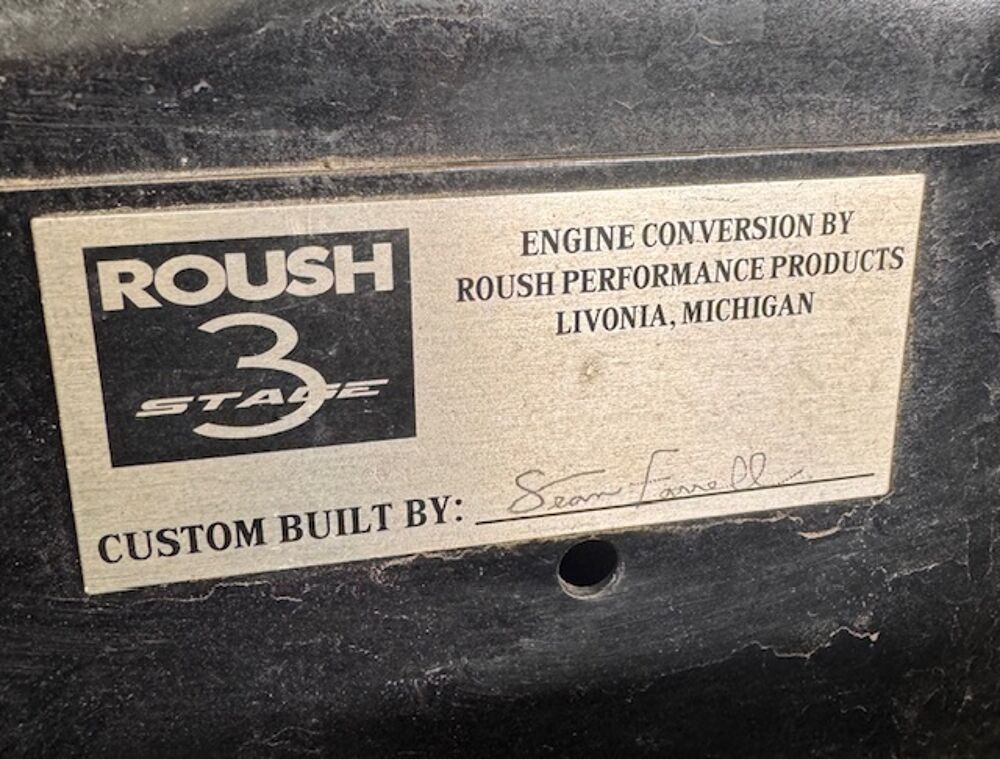 ROUSH
3
STAGE
ENGINE CONVERSION BY
ROUSH PERFORMANCE PRODUCTS
LIVONIA, MICHIGAN
CUSTOM BUILT BY: Sean Farrell